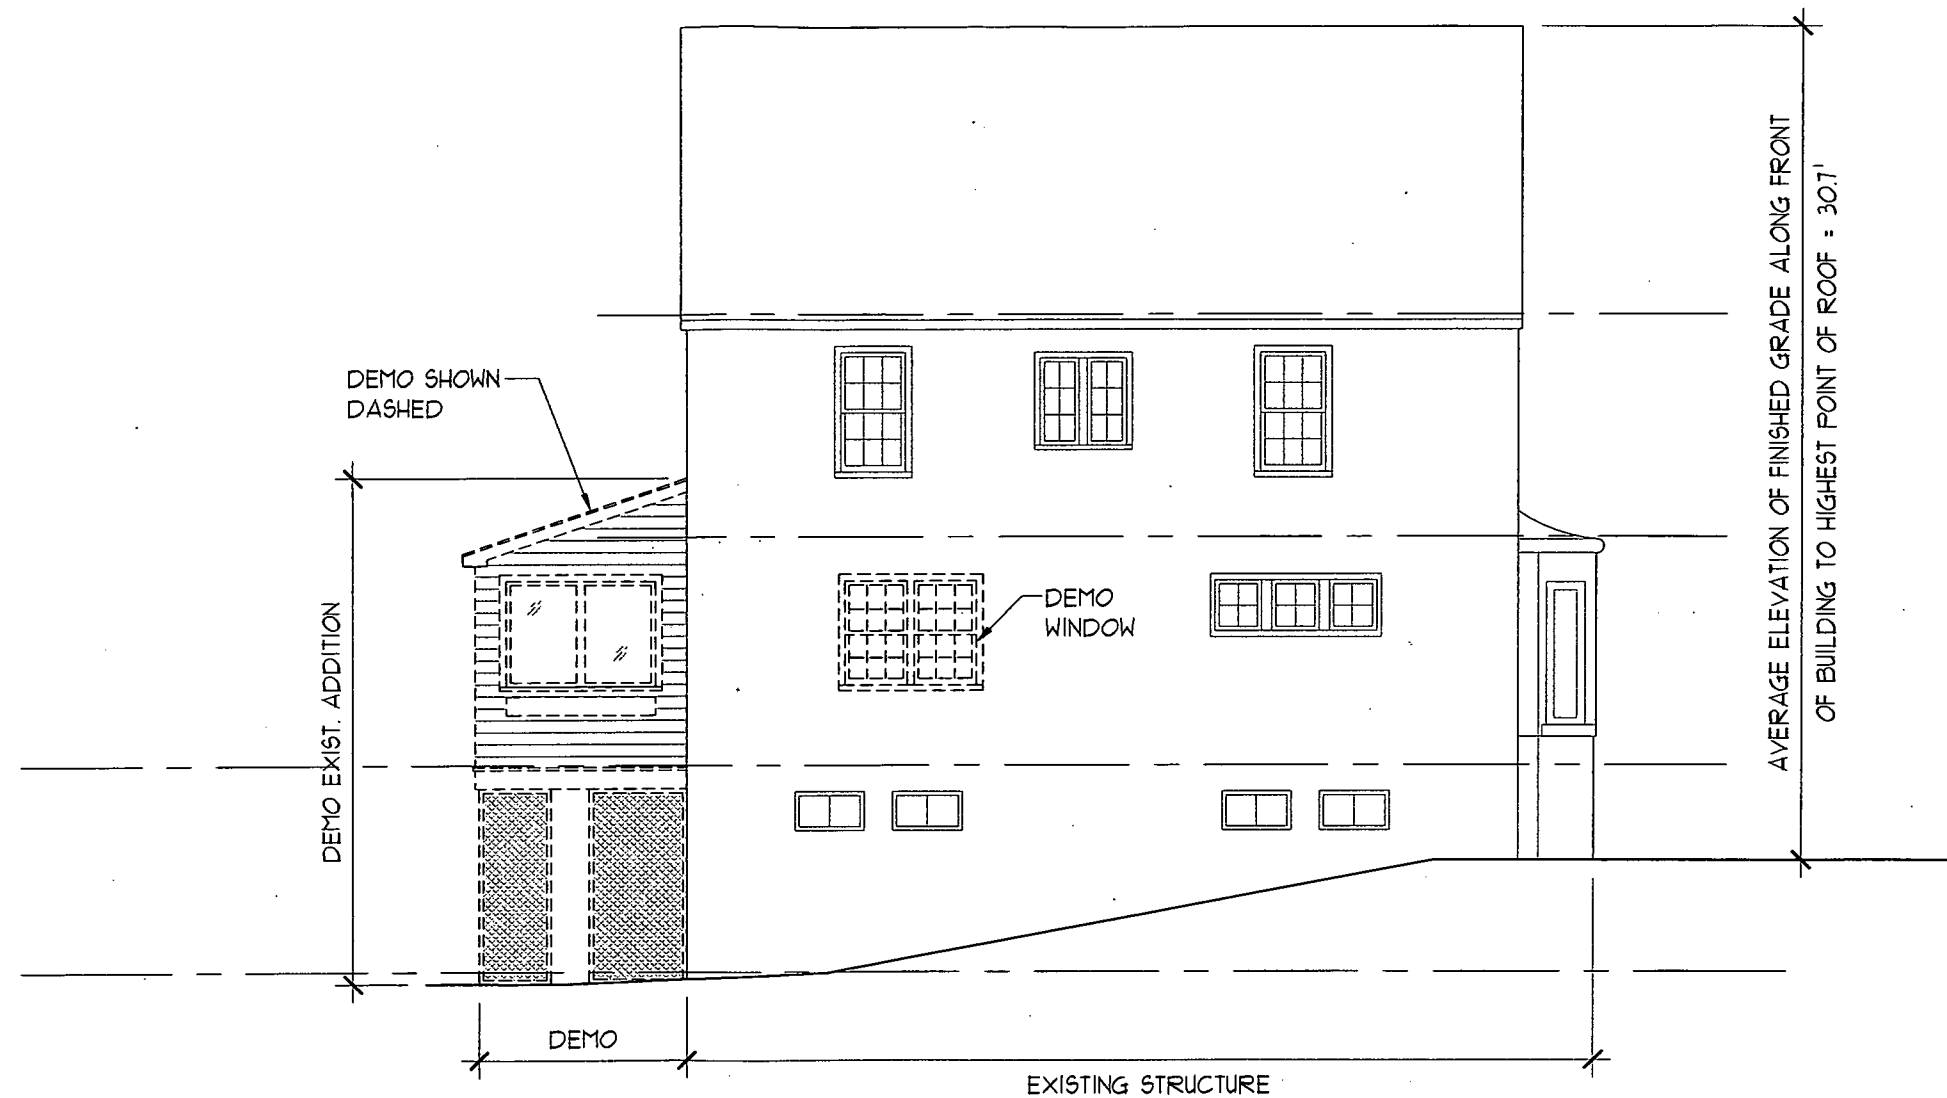 DEMO SHOWN
DASHED
DEMO EXIST. ADDITION
DEMO
WINDOW
AVERAGE ELEVATION OF FINISHED GRADE ALONG FRONT
OF BUILDING TO HIGHEST POINT OF ROOF = 30.7'
DEMO
EXISTING STRUCTURE